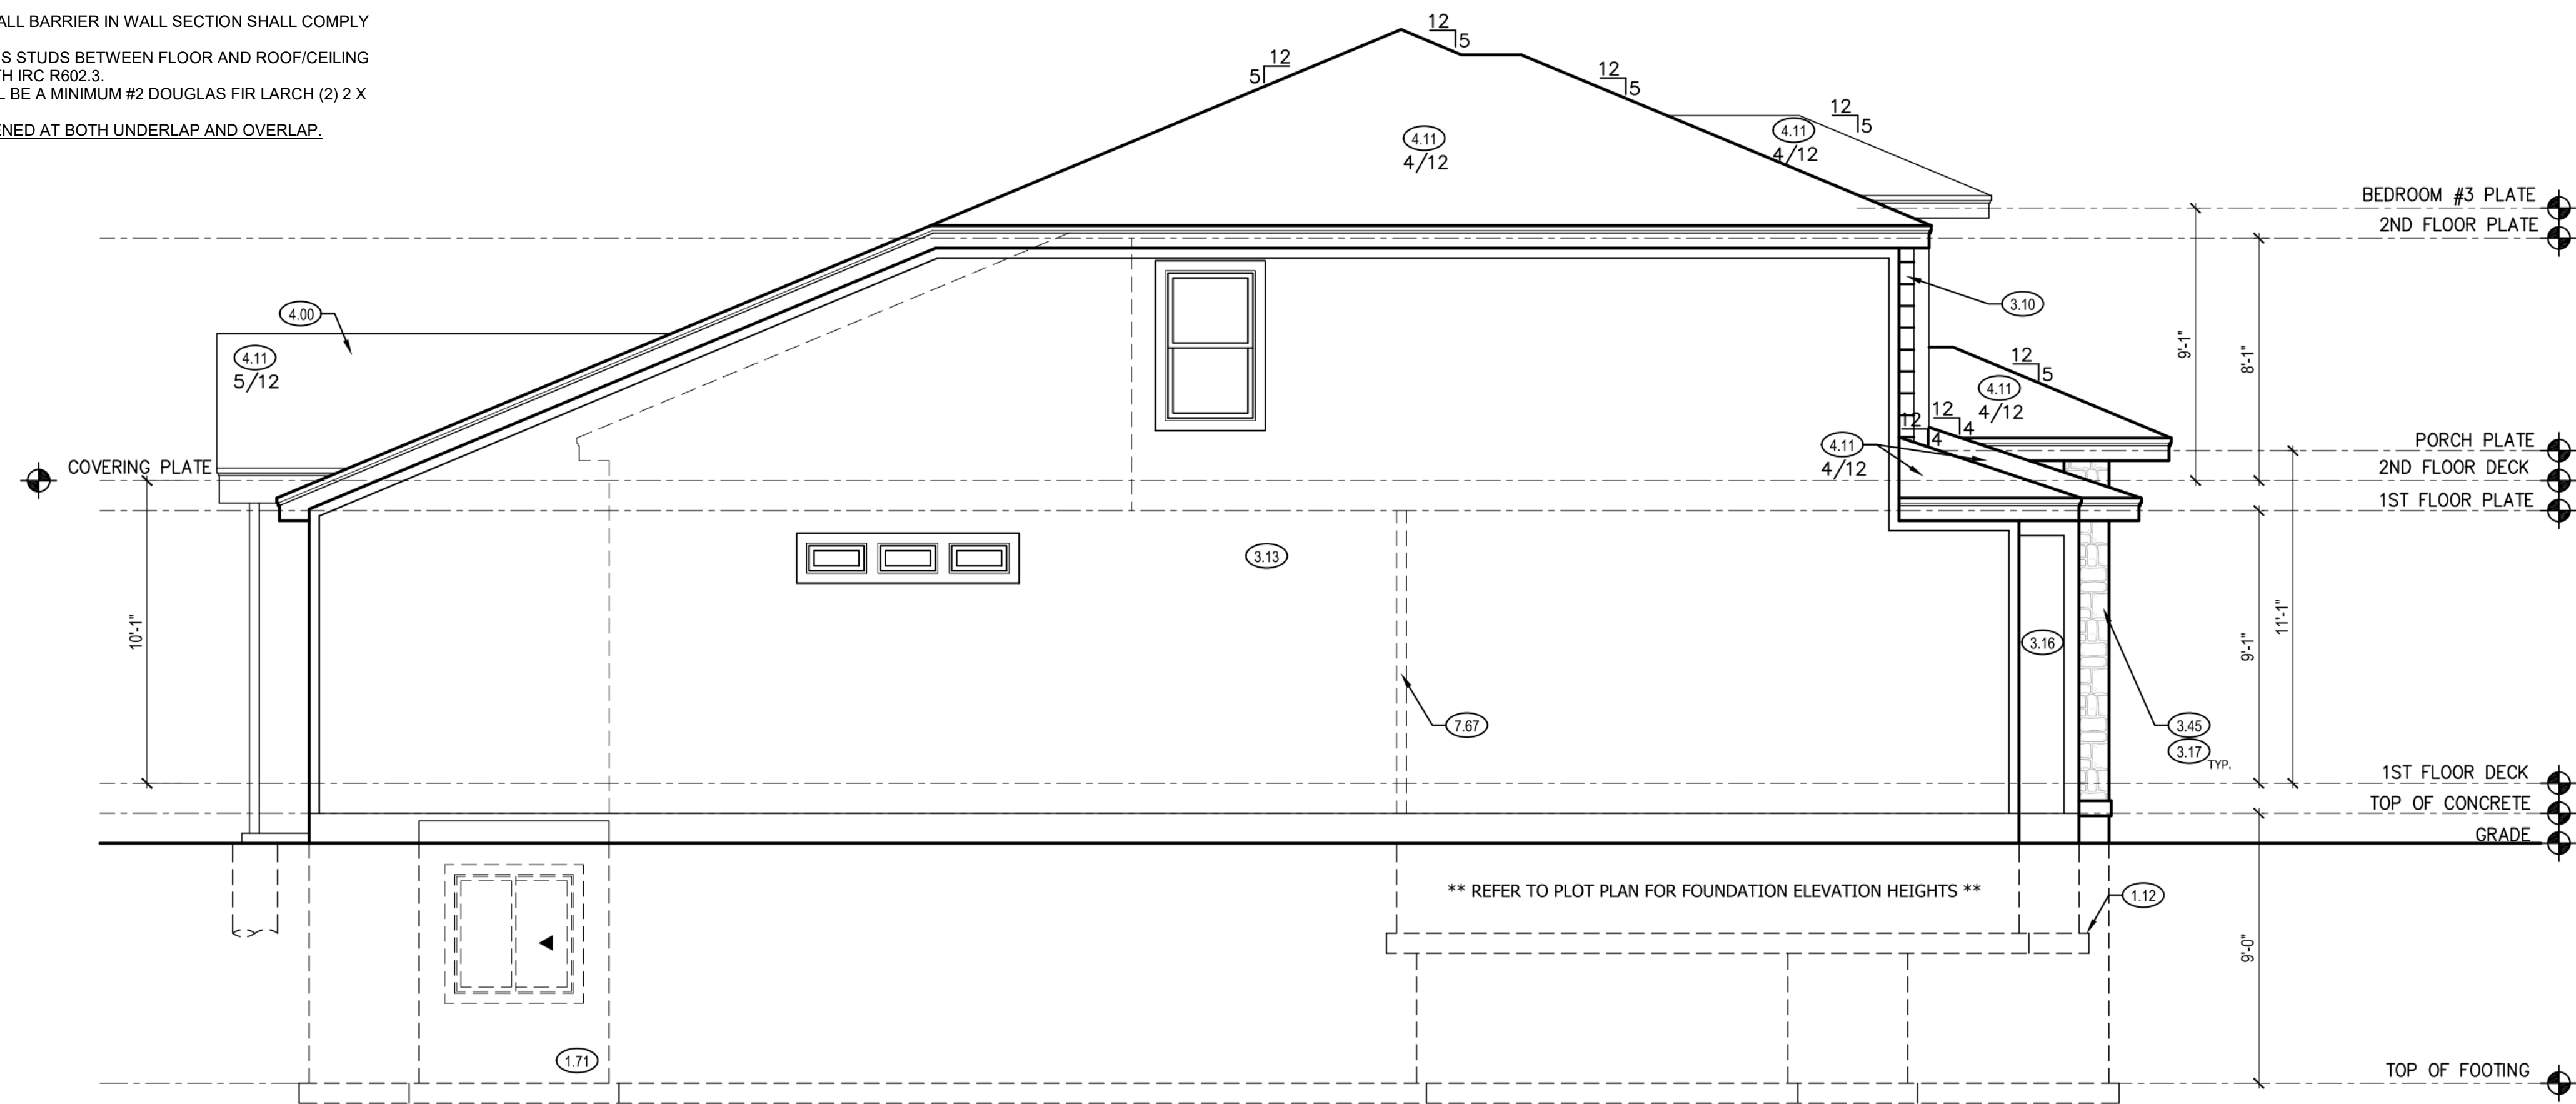 ALL BARRIER IN WALL SECTION SHALL COMPLY
S STUDS BETWEEN FLOOR AND ROOF/CEILING
TH IRC R602.3.
L BE A MINIMUM #2 DOUGLAS FIR LARCH (2) 2 X
ENED AT BOTH UNDERLAP AND OVERLAP.
12
5
12
5
12
5
12
5
4.11
4/12
4.11
4/12
BEDROOM #3 PLATE
2ND FLOOR PLATE
4.00
4.11
5/12
3.10
9'-1"
8'-1"
12
5
4.11
4/12
12
4
12
4
4.11
4/12
COVERING PLATE
PORCH PLATE
2ND FLOOR DECK
1ST FLOOR PLATE
3.13
10'-1"
3.16
9'-1"
11'-1"
7.67
3.45
3.17
TYP.
1ST FLOOR DECK
TOP OF CONCRETE
GRADE
** REFER TO PLOT PLAN FOR FOUNDATION ELEVATION HEIGHTS **
1.12
9'-0"
1.71
TOP OF FOOTING